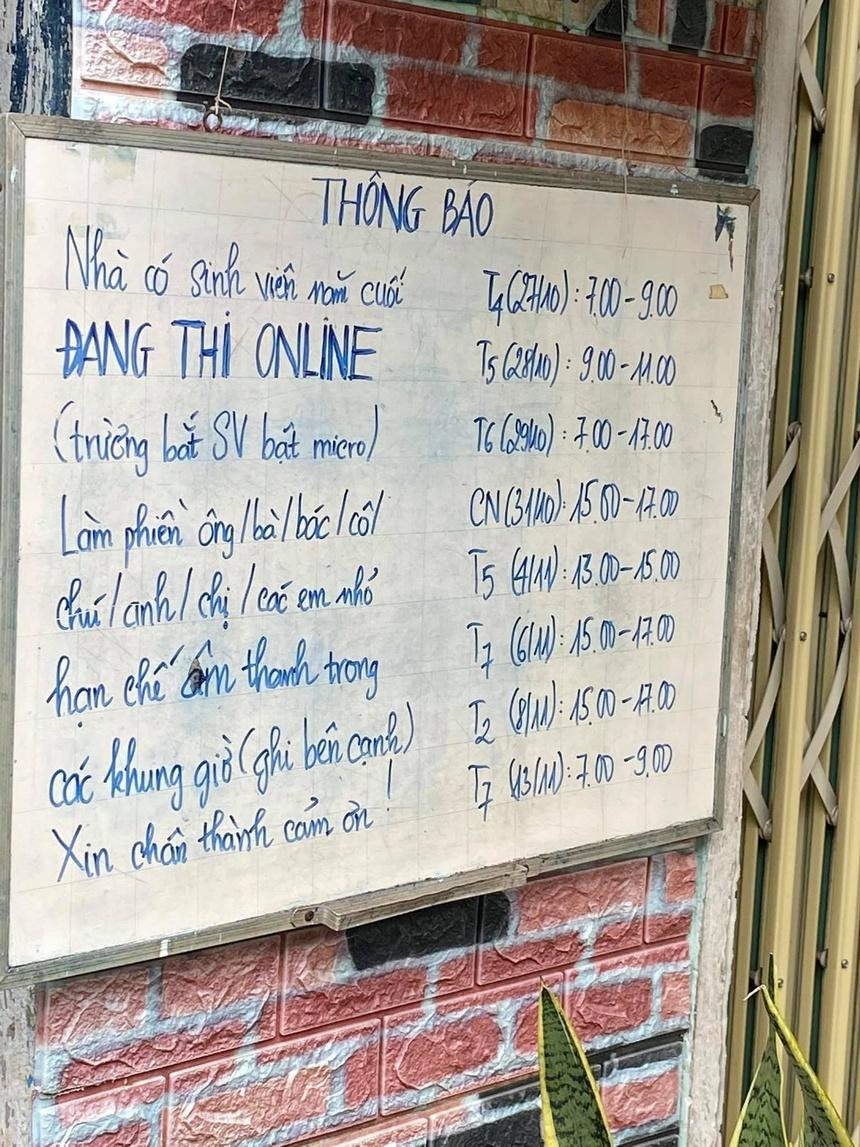 THÔNG BÁO
Nhà có sinh viên năm cuối
ĐANG THI ONLINE
(trường bắt SV bật micro)
Làm phiền ông/bà/bác/cô/
chú/anh/chị/các em nhỏ
hạn chế âm thanh trong
các khung giờ (ghi bên cạnh)
Xin chân thành cảm ơn!
T4 (27/10): 7.00 - 9.00
T5 (28/10): 9.00 - 11.00
T6 (29/10): 7.00 - 17.00
CN (31/10): 15.00 - 17.00
T5 (4/11): 13.00 - 15.00
T7 (6/11): 15.00 - 17.00
T2 (8/11): 15.00 - 17.00
T7 (13/11): 7.00 - 9.00